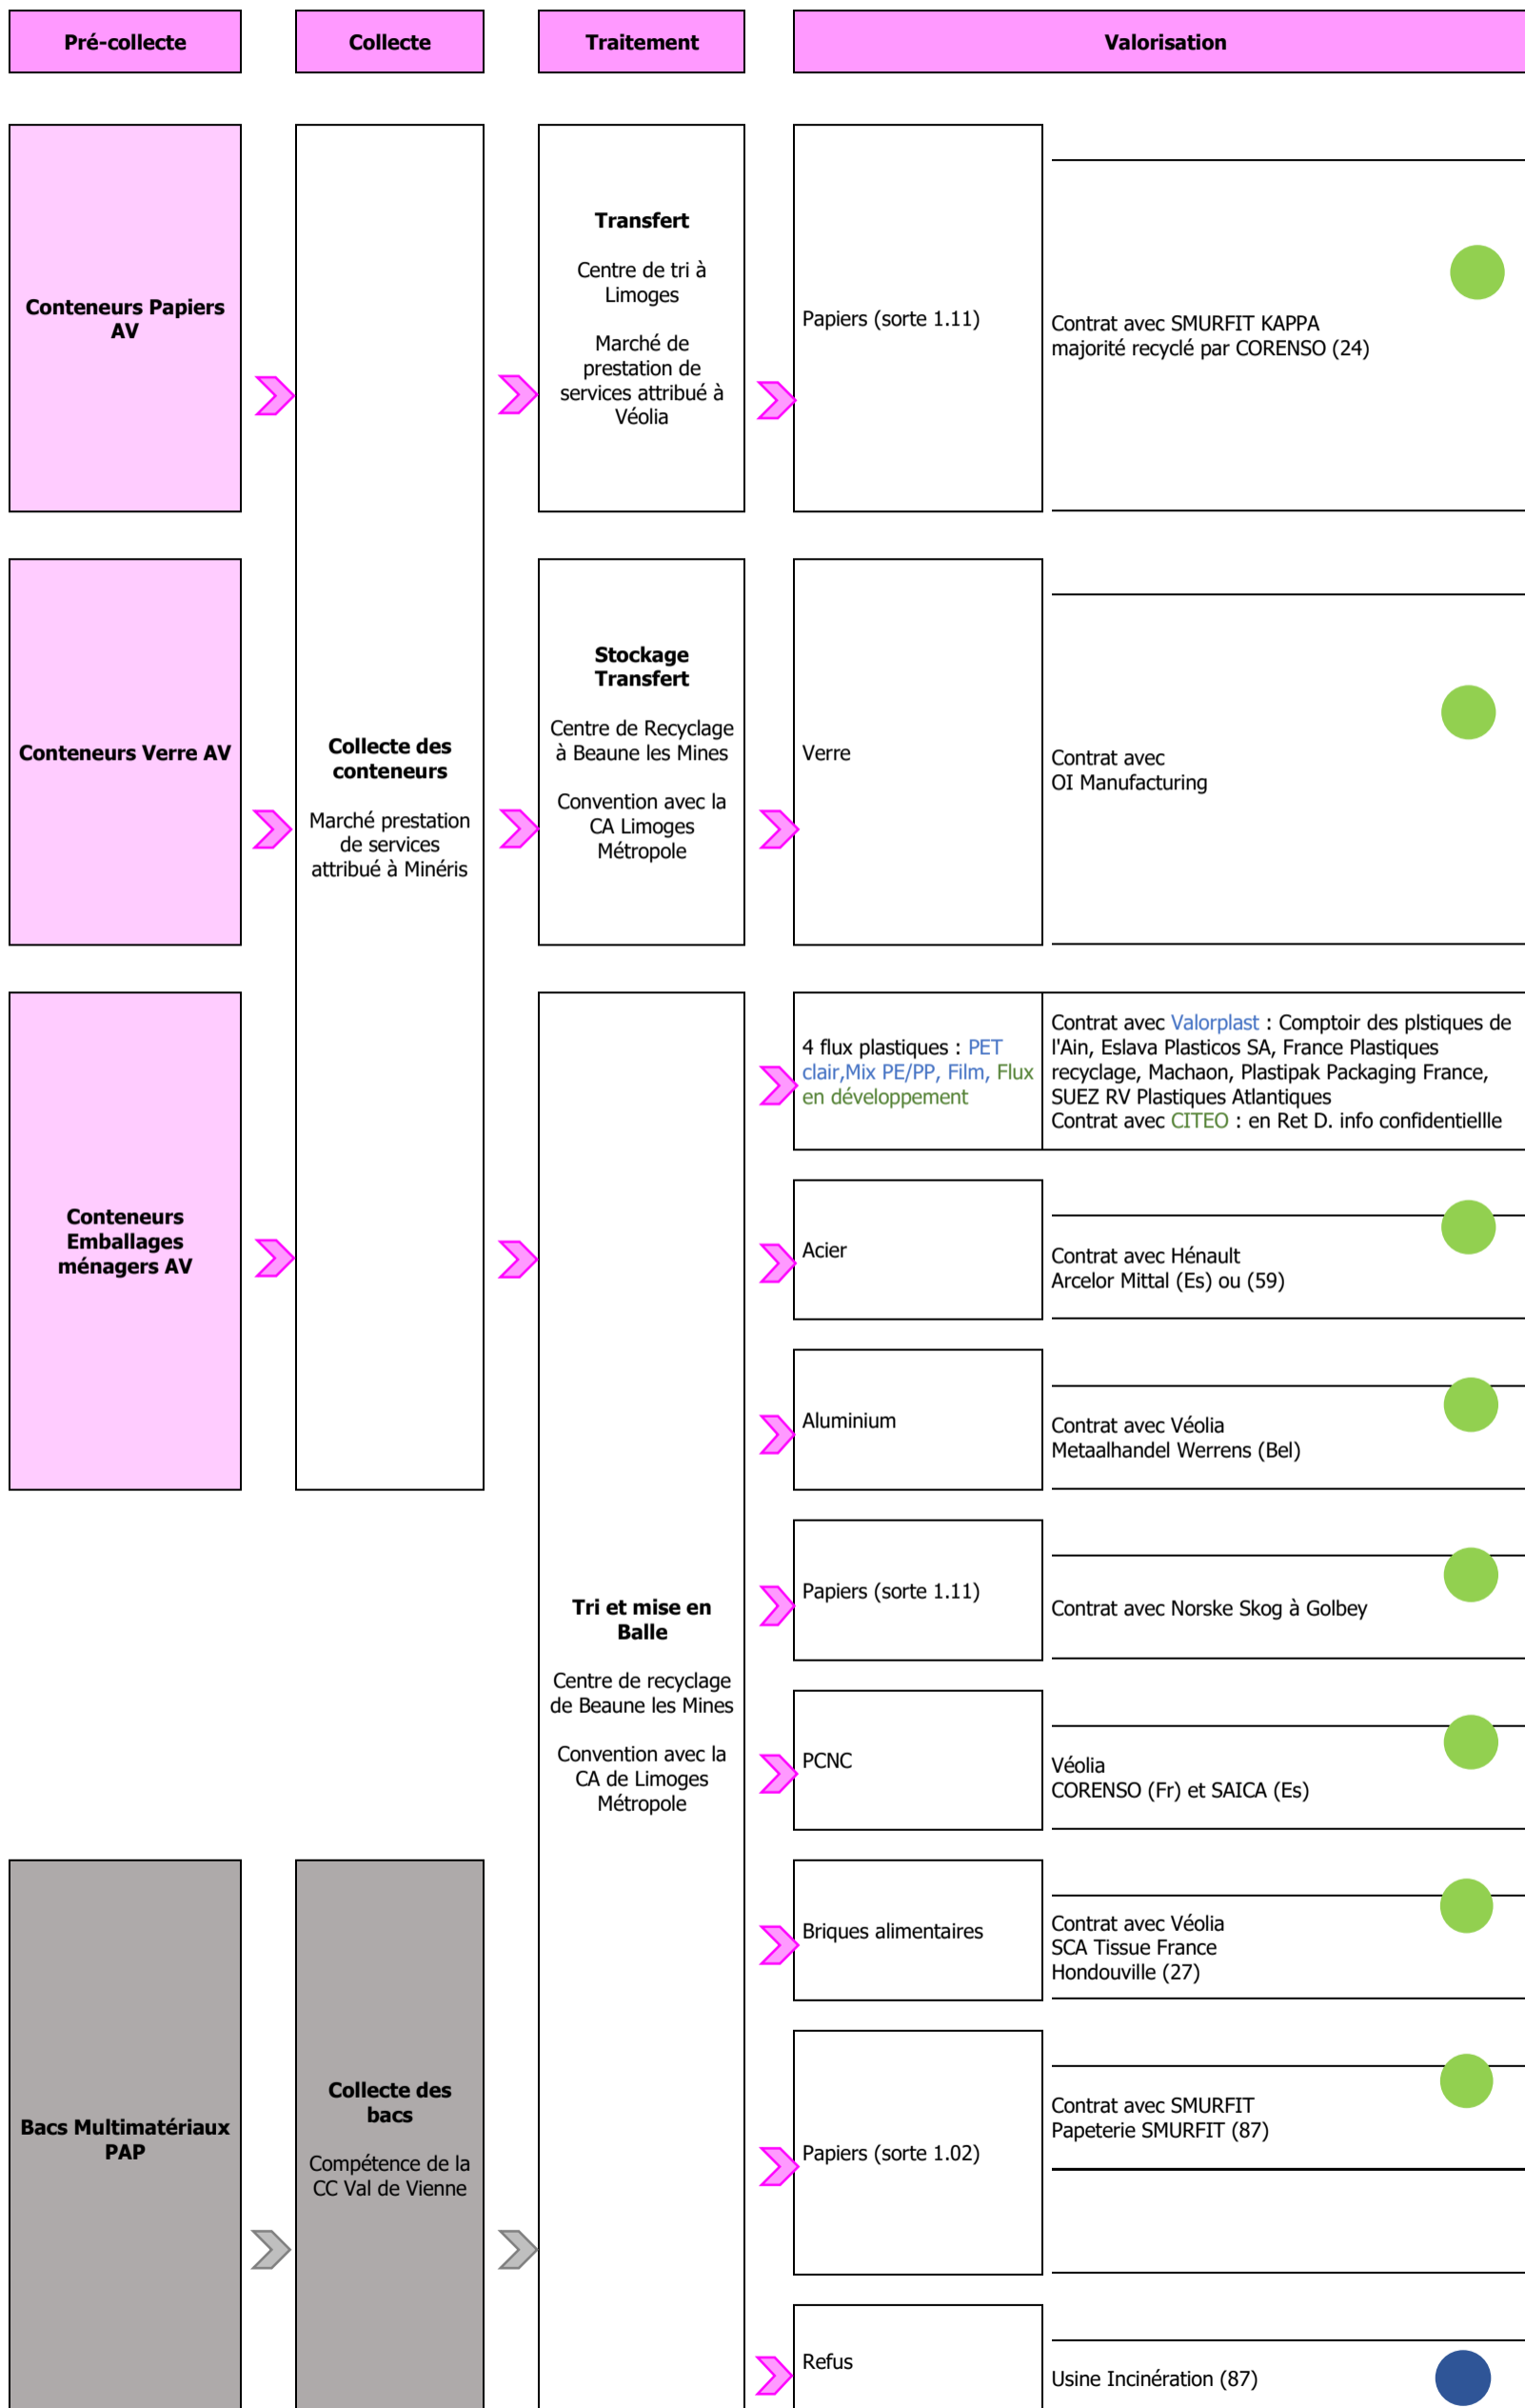 Pré-collecte
Collecte
Traitement
Valorisation
Conteneurs Papiers
AV
Collecte des
conteneurs
Marché prestation
de services
attribué à Minéris
Transfert
Centre de tri à
Limoges
Marché de
prestation de
services attribué à
Véolia
Papiers (sorte 1.11)
Contrat avec SMURFIT KAPPA
majorité recyclé par CORENSO (24)
Conteneurs Verre AV
Stockage
Transfert
Centre de Recyclage
à Beaune les Mines
Convention avec la
CA Limoges
Métropole
Verre
Contrat avec
OI Manufacturing
Conteneurs
Emballages
ménagers AV
Tri et mise en
Balle
Centre de recyclage
de Beaune les Mines
Convention avec la
CA de Limoges
Métropole
4 flux plastiques : PET
clair,Mix PE/PP, Film, Flux
en développement
Contrat avec Valorplast : Comptoir des plstiques de
l'Ain, Eslava Plasticos SA, France Plastiques
recyclage, Machaon, Plastipak Packaging France,
SUEZ RV Plastiques Atlantiques
Contrat avec CITEO : en Ret D. info confidentiellle
Acier
Contrat avec Hénault
Arcelor Mittal (Es) ou (59)
Aluminium
Contrat avec Véolia
Metaalhandel Werrens (Bel)
Papiers (sorte 1.11)
Contrat avec Norske Skog à Golbey
PCNC
Véolia
CORENSO (Fr) et SAICA (Es)
Bacs Multimatériaux
PAP
Collecte des
bacs
Compétence de la
CC Val de Vienne
Briques alimentaires
Contrat avec Véolia
SCA Tissue France
Hondouville (27)
Papiers (sorte 1.02)
Contrat avec SMURFIT
Papeterie SMURFIT (87)
Refus
Usine Incinération (87)